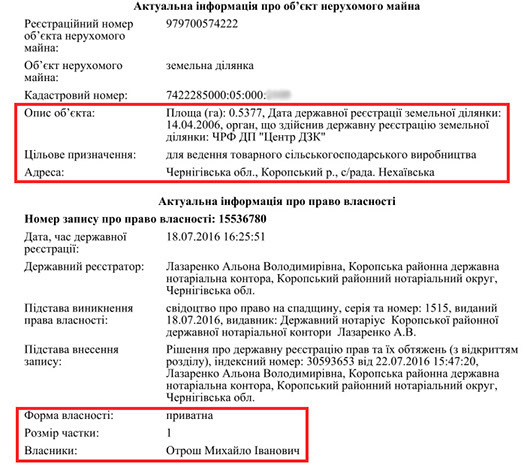 Актуальна інформація про об’єкт нерухомого майна
Реєстраційний номер 979700574222
об’єкта нерухомого
майна:
Об’єкт нерухомого земельна ділянка
майна:
Кадастровий номер: 7422285000:05:000:
Опис об’єкта: Площа (га): 0.5377, Дата державної реєстрації земельної ділянки:
14.04.2006, орган, що здійснив державну реєстрацію земельної
ділянки: ЧРФ ДП "Центр ДЗК"
Цільове призначення: для ведення товарного сільськогосподарського виробництва
Адреса: Чернігівська обл., Коропський р., с/рада. Нехаївська
Актуальна інформація про право власності
Номер запису про право власності: 15536780
Дата, час державної 18.07.2016 16:25:51
реєстрації:
Державний реєстратор: Лазаренко Альона Володимирівна, Коропська районна державна
нотаріальна контора, Коропський районний нотаріальний округ,
Чернігівська обл.
Підстава виникнення свідоцтво про право на спадщину, серія та номер: 1515, виданий
права власності: 18.07.2016, видавник: Державний нотаріус Коропської районної
державної нотаріальної контори Лазаренко А.В.
Підстава внесення Рішення про державну реєстрацію прав та їх обтяжень (з відкриттям
запису: розділу), індексний номер: 30593653 від 22.07.2016 15:47:20,
Лазаренко Альона Володимирівна, Коропська районна державна
нотаріальна контора, Коропський районний нотаріальний округ,
Чернігівська обл.
Форма власності: приватна
Розмір частки: 1
Власники: Отрош Михайло Іванович